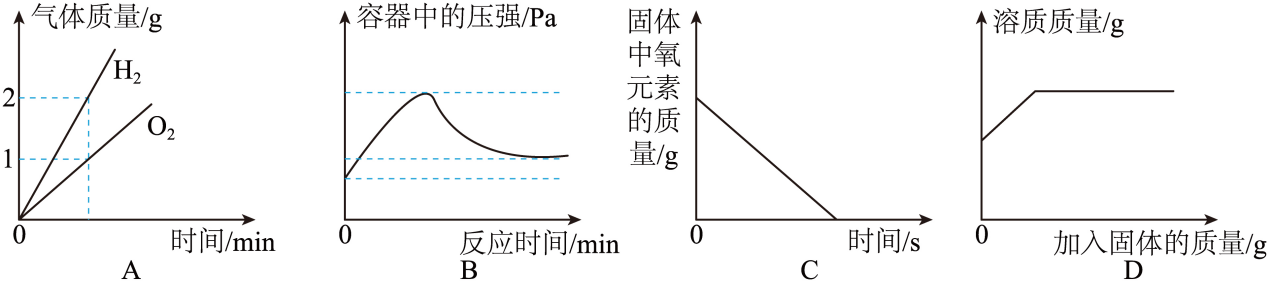 气体质量/g
2
1
H₂
O₂
0
时间/min
A
容器中的压强/Pa
0
反应时间/min
B
固体
中氧
元素
的质
量/g
0
时间/s
C
溶质质量/g
0
加入固体的质量/g
D